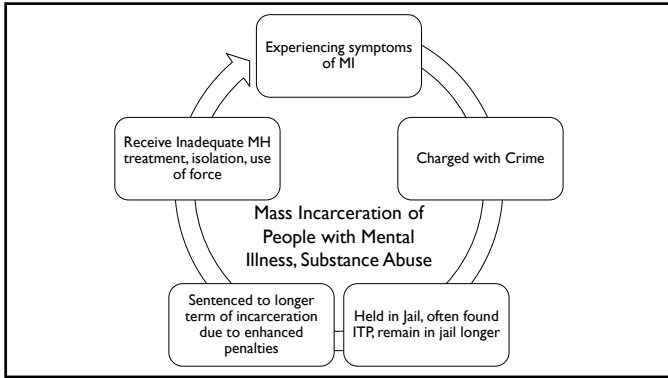 Experiencing symptoms
of MI
Charged with Crime
Held in Jail, often found
ITP, remain in jail longer
Sentenced to longer
term of incarceration
due to enhanced
penalties
Receive Inadequate MH
treatment, isolation, use
of force
Mass Incarceration of
People with Mental
Illness, Substance Abuse